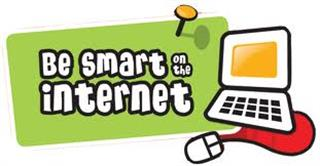 Be smart on the
internet